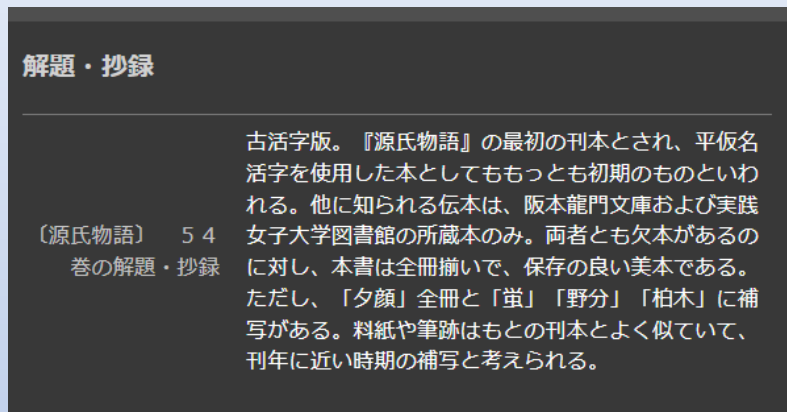 解題・抄録
〔源氏物語〕　５４
巻の解題・抄録
古活字版。『源氏物語』の最初の刊本とされ、平仮名
活字を使用した本としてももっとも初期のものといわ
れる。他に知られる伝本は、阪本龍門文庫および実践
女子大学図書館の所蔵本のみ。両者とも欠本があるの
に対し、本書は全冊揃いで、保存の良い美本である。
ただし、「夕顔」全冊と「蛍」「野分」「柏木」に補
写がある。料紙や筆跡はもとの刊本とよく似ていて、
刊年に近い時期の補写と考えられる。